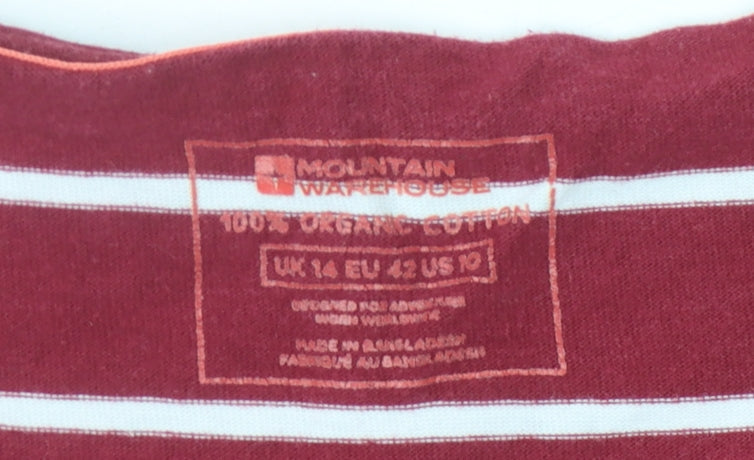 MOUNTAIN
WAREHOUSE
100% ORGANIC COTTON
UK 14 EU 42 US 10
DESIGNED FOR ADVENTURE
WORN WORLDWIDE
MADE IN BANGLADESH
FABRIQUÉ AU BANGLADESH